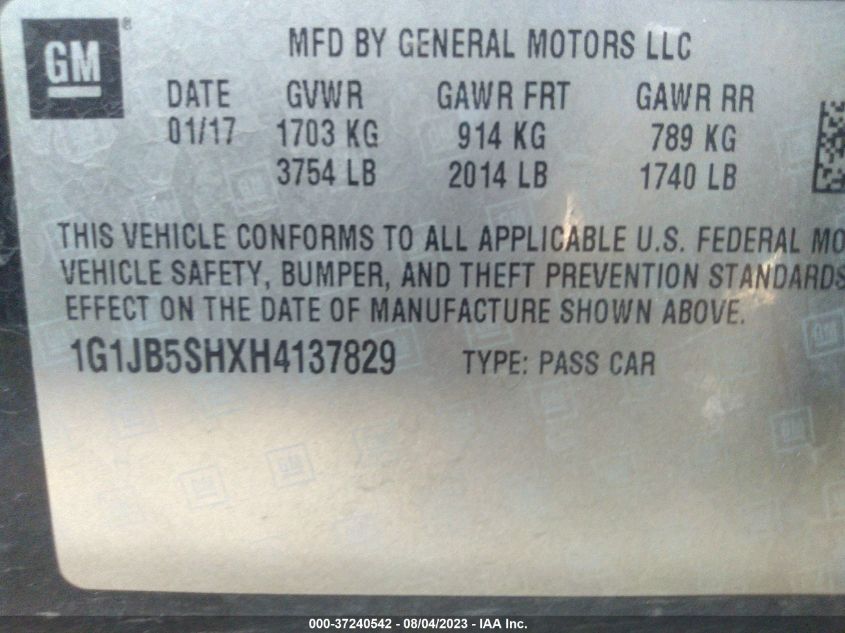 GM ®
MFD BY GENERAL MOTORS LLC
DATE GVWR GAWR FRT GAWR RR
01/17 1703 KG 914 KG 789 KG
3754 LB 2014 LB 1740 LB
THIS VEHICLE CONFORMS TO ALL APPLICABLE U.S. FEDERAL MO
VEHICLE SAFETY, BUMPER, AND THEFT PREVENTION STANDARDS
EFFECT ON THE DATE OF MANUFACTURE SHOWN ABOVE.
1G1JB5SHXH4137829 TYPE: PASS CAR
000-37240542 - 08/04/2023 - IAA Inc.